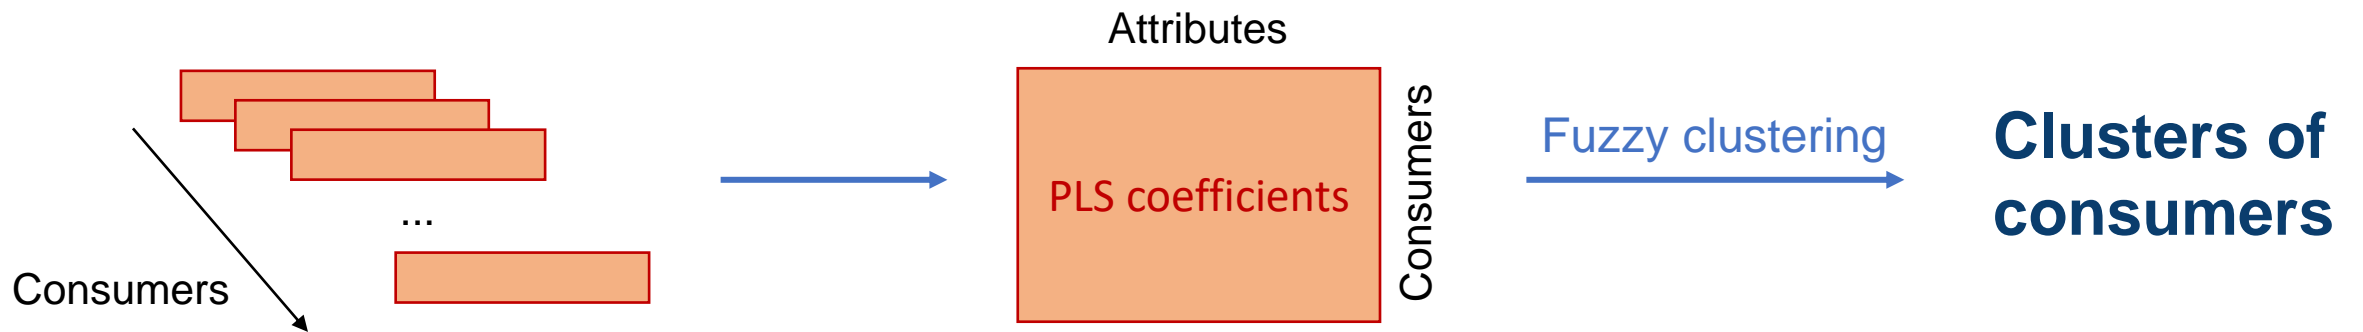 Consumers
...
Attributes
PLS coefficients
Consumers
Fuzzy clustering
Clusters of
consumers